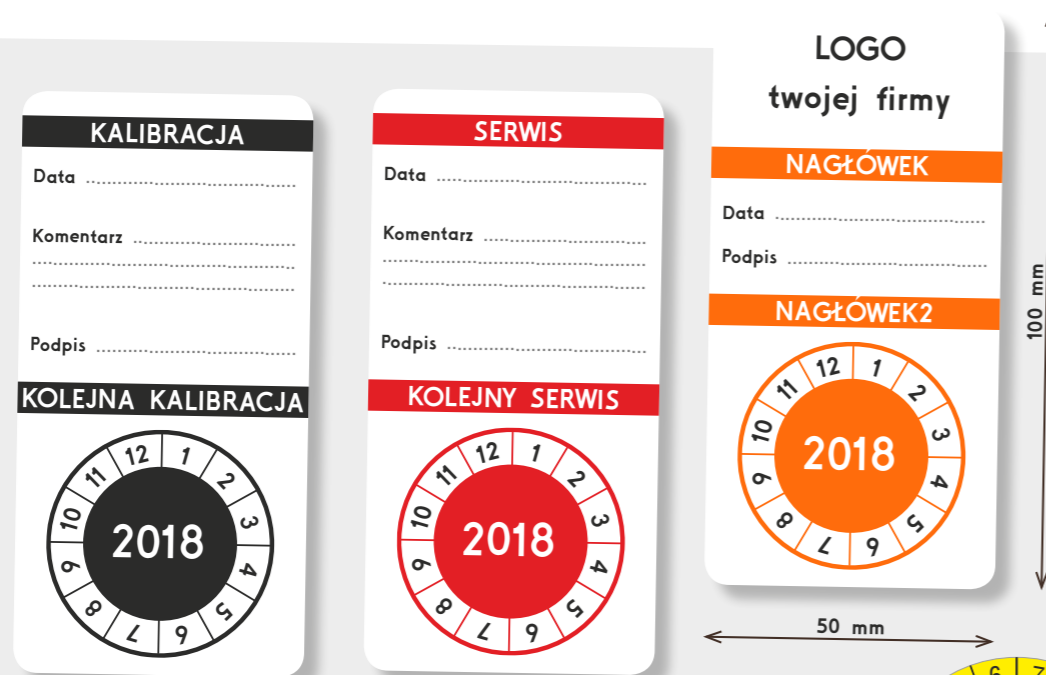 KALIBRACJA
Data
Komentarz
Podpis
KOLEJNA KALIBRACJA
12 1 2 3 4 5 6 7 8 9 10 11
2018
SERWIS
Data
Komentarz
Podpis
KOLEJNY SERWIS
12 1 2 3 4 5 6 7 8 9 10 11
2018
LOGO
twojej firmy
NAGŁÓWEK
Data
Podpis
NAGŁÓWEK2
12 1 2 3 4 5 6 7 8 9 10 11
2018
100 mm
50 mm